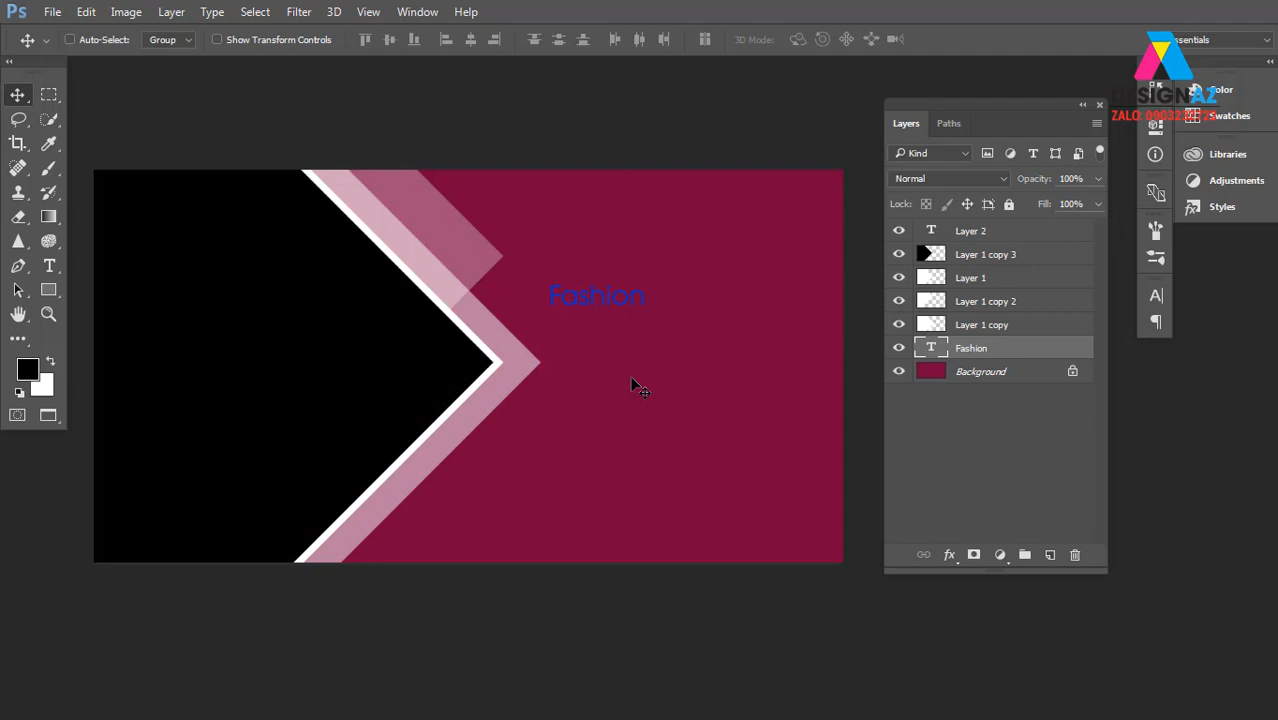 Ps File Edit Image Layer Type Select Filter 3D View Window Help
Auto-Select: Group Show Transform Controls 3D Mode: Essentials
DESIGNAZ
Color
Swatches
Libraries
Adjustments
Styles
Layers Paths
Kind
Normal Opacity: 100%
Lock: Fill: 100%
Layer 2
Layer 1 copy 3
Layer 1
Layer 1 copy 2
Layer 1 copy
Fashion
Background
Fashion